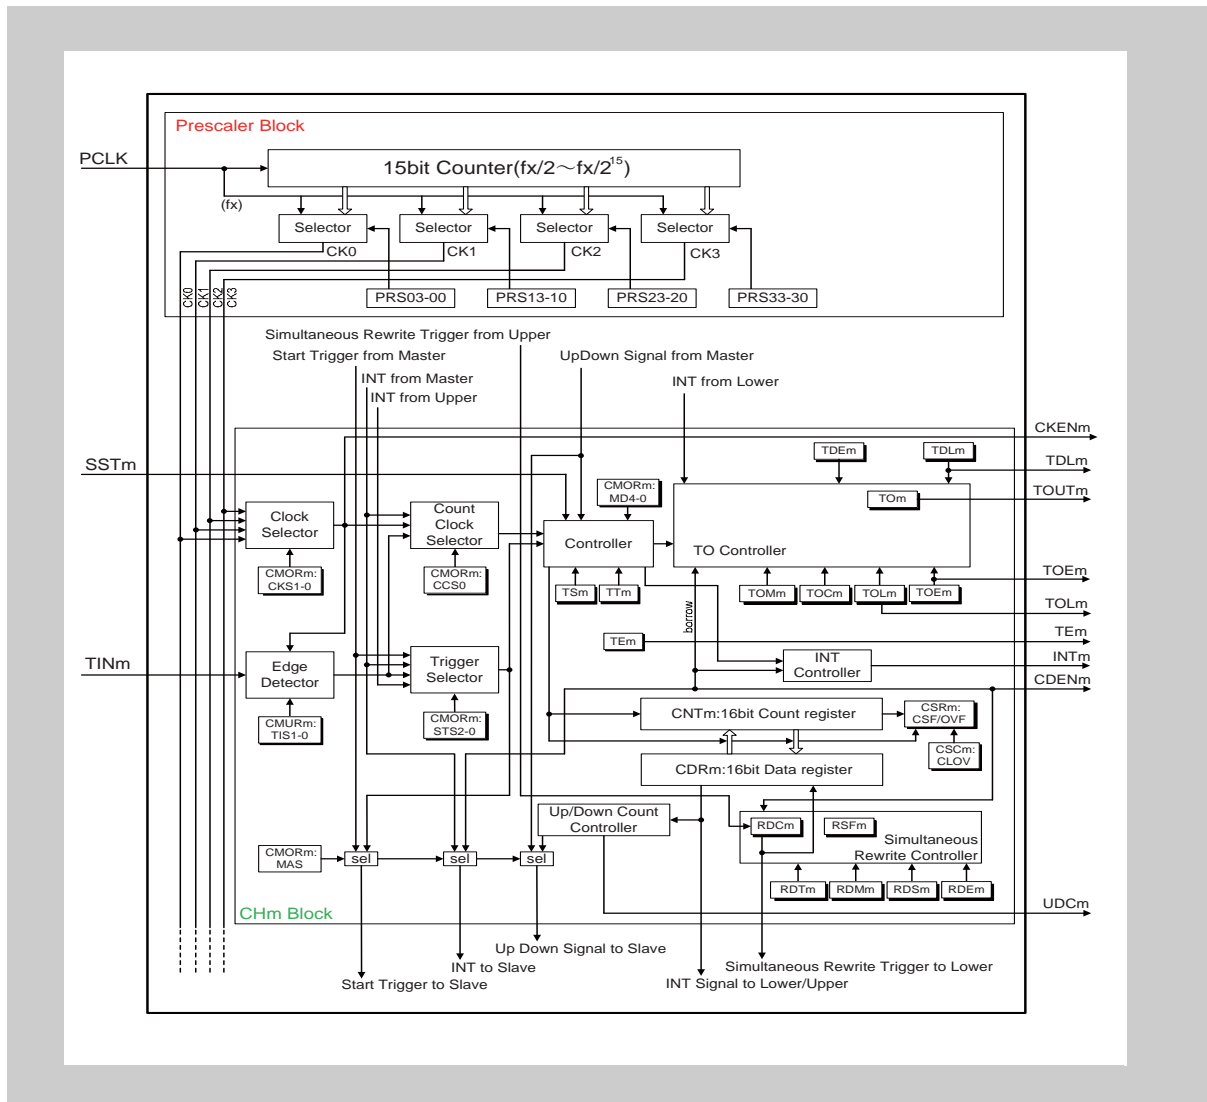 Prescaler Block
PCLK
15bit Counter(fx/2～fx/2^15)
(fx)
Selector
Selector
Selector
Selector
CK0
CK1
CK2
CK3
CK0
CK1
CK2
CK3
PRS03-00
PRS13-10
PRS23-20
PRS33-30
Simultaneous Rewrite Trigger from Upper
Start Trigger from Master
UpDown Signal from Master
INT from Master
INT from Lower
INT from Upper
CKENm
SSTm
TDEm
TDLm
TDLm
CMORm:
MD4-0
TOm
TOUTm
Clock
Selector
Count
Clock
Selector
Controller
TO Controller
CMORm:
CKS1-0
CMORm:
CCS0
TSm
TTm
TOMm
TOCm
TOLm
TOEm
TOEm
TOLm
borrow
TEm
TEm
TINm
Edge
Detector
Trigger
Selector
INT
Controller
INTm
CDENm
CMURm:
TIS1-0
CMORm:
STS2-0
CNTm:16bit Count register
CSRm:
CSF/OVF
CSCm:
CLOV
CDRm:16bit Data register
Up/Down Count
Controller
RDCm
RSFm
Simultaneous
Rewrite Controller
CMORm:
MAS
sel
sel
sel
RDTm
RDMm
RDSm
RDEm
CHm Block
UDCm
Up Down Signal to Slave
INT to Slave
Start Trigger to Slave
Simultaneous Rewrite Trigger to Lower
INT Signal to Lower/Upper